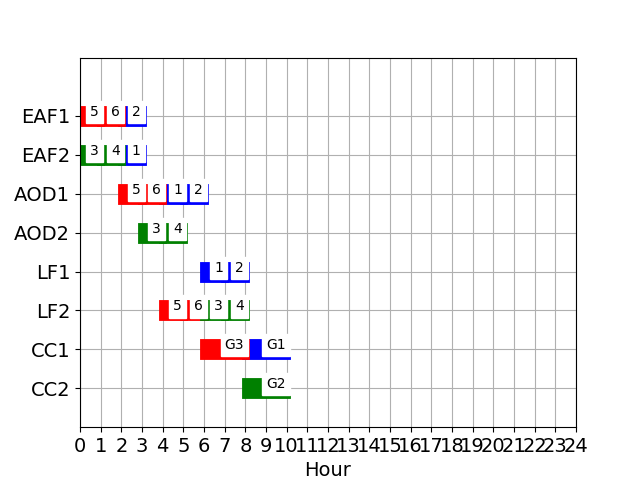 EAF1 5 6 2
EAF2 3 4 1
AOD1 5 6 1 2
AOD2 3 4
LF1 1 2
LF2 5 6 3 4
CC1 G3 G1
CC2 G2
0 1 2 3 4 5 6 7 8 9 10 11 12 13 14 15 16 17 18 19 20 21 22 23 24
Hour